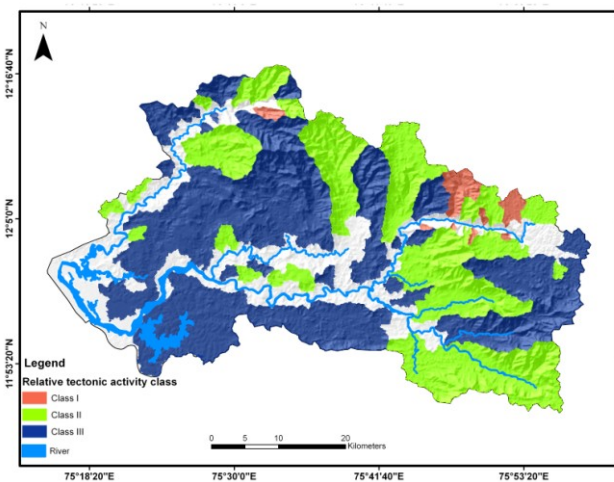 N
12°16'40"N
12°5'0"N
11°53'20"N
Legend
Relative tectonic activity class
Class I
Class II
Class III
River
0 5 10 20
Kilometers
75°18'20"E 75°30'0"E 75°41'40"E 75°53'20"E